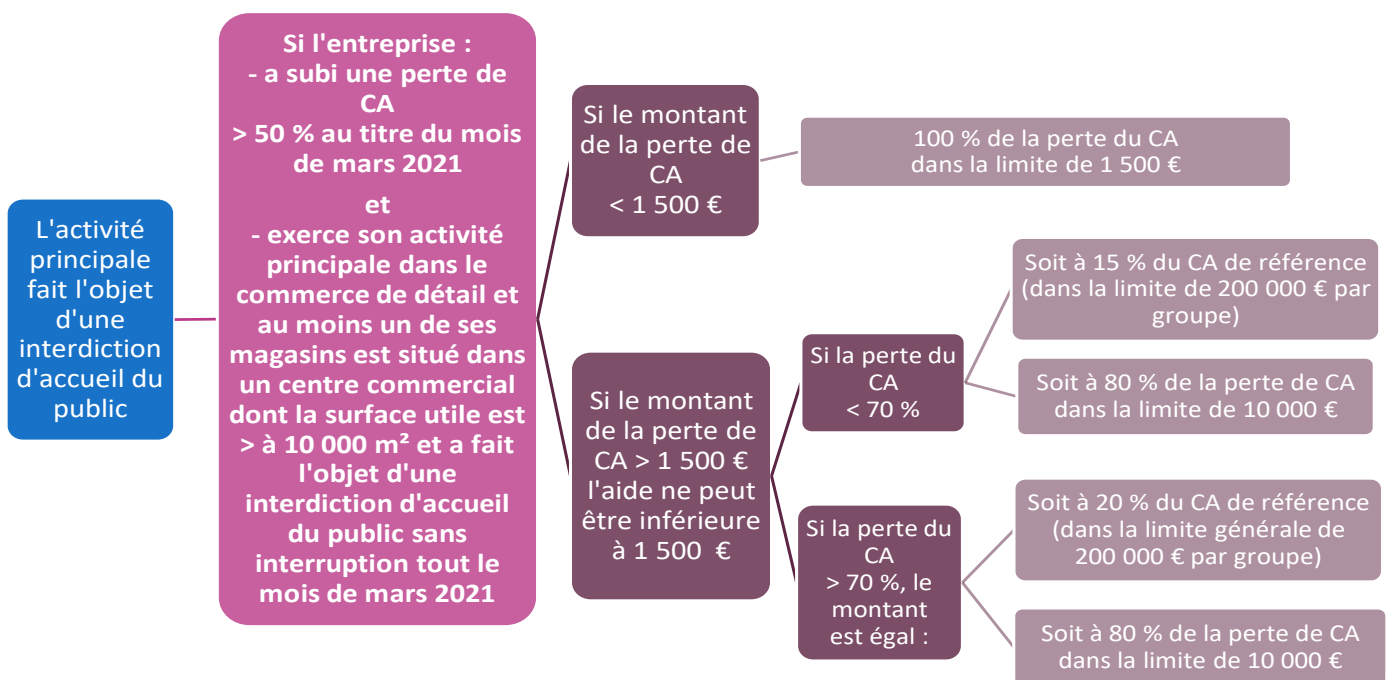 L'activité
principale
fait l'objet
d'une
interdiction
d'accueil du
public
Si l'entreprise :
- a subi une perte de
CA
> 50 % au titre du mois
de mars 2021
et
- exerce son activité
principale dans le
commerce de détail et
au moins un de ses
magasins est situé dans
un centre commercial
dont la surface utile est
> à 10 000 m² et a fait
l'objet d'une
interdiction d'accueil
du public sans
interruption tout le
mois de mars 2021
Si le montant
de la perte de
CA
< 1 500 €
100 % de la perte du CA
dans la limite de 1 500 €
Si le montant
de la perte de
CA > 1 500 €
l'aide ne peut
être inférieure
à 1 500 €
Si la perte du
CA
< 70 %
Soit à 15 % du CA de référence
(dans la limite de 200 000 € par
groupe)
Soit à 80 % de la perte de CA
dans la limite de 10 000 €
Si la perte du
CA
> 70 %, le
montant
est égal :
Soit à 20 % du CA de référence
(dans la limite générale de
200 000 € par groupe)
Soit à 80 % de la perte de CA
dans la limite de 10 000 €